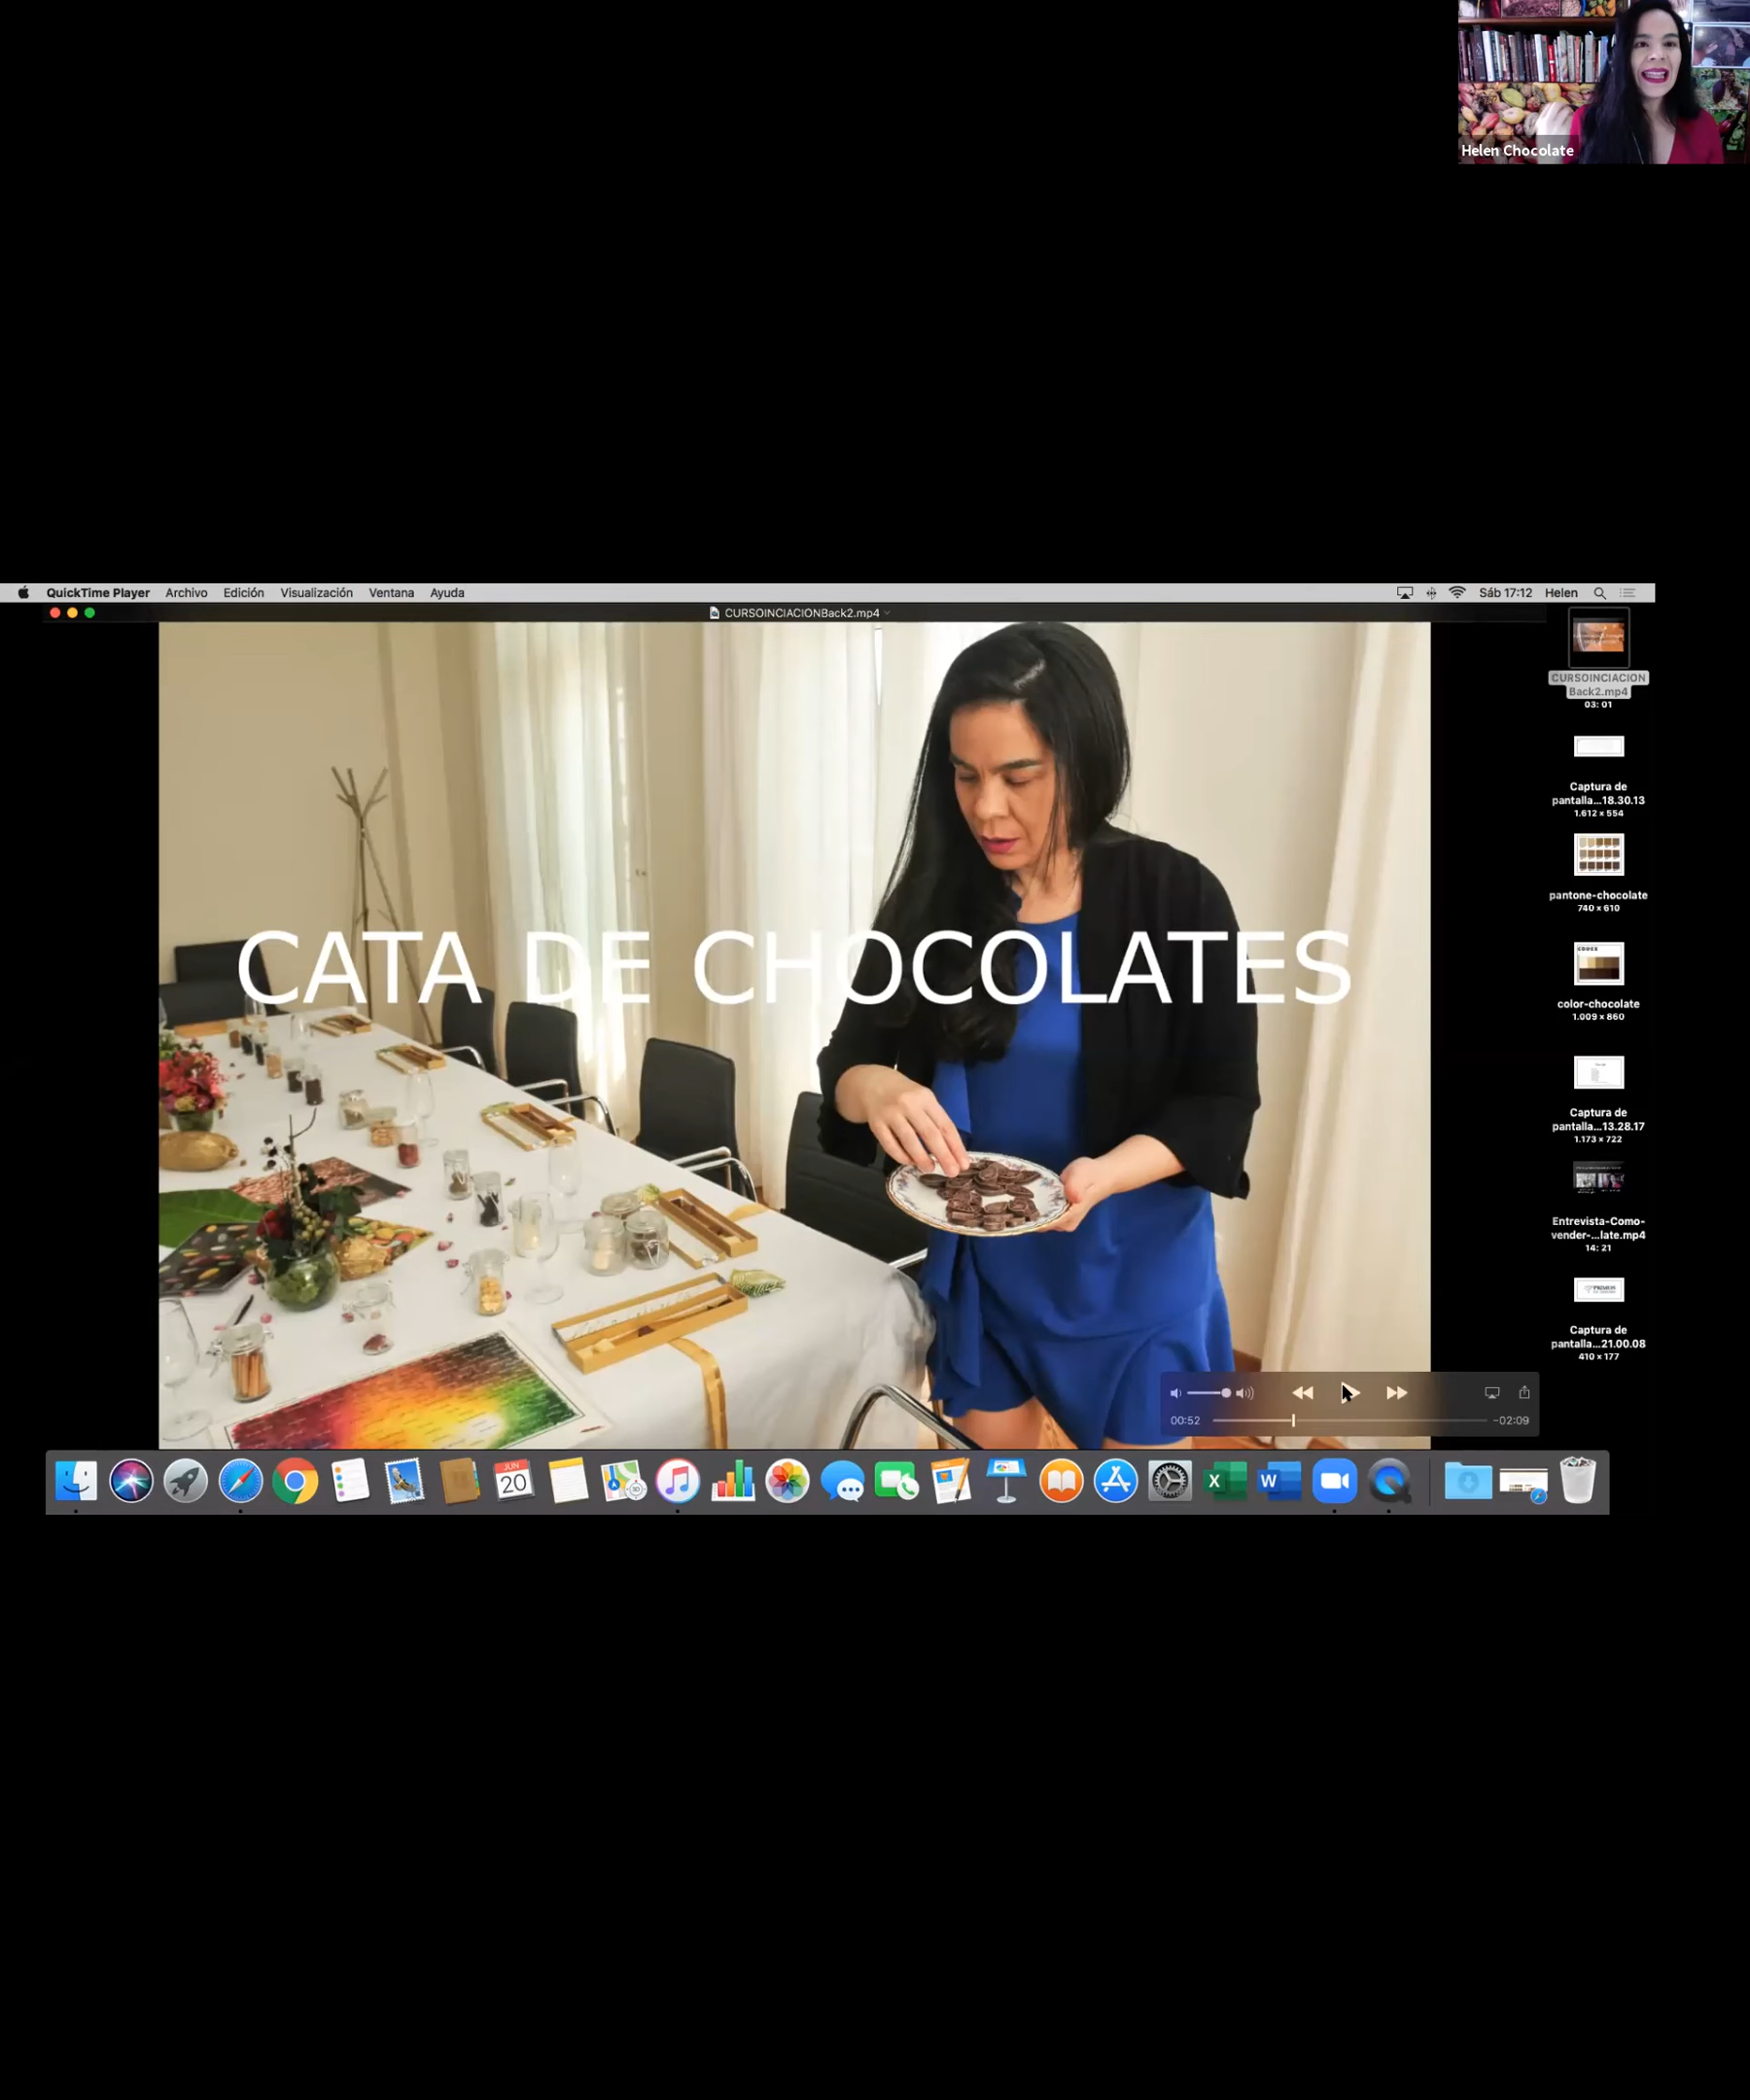 Helen Chocolate
QuickTime Player Archivo Edición Visualización Ventana Ayuda
Sáb 17:12 Helen
CURSOINCIACIONBack2.mp4
CATA DE CHOCOLATES
00:52
-02:09
CURSOINCIACION
Back2.mp4
03: 01
Captura de
pantalla...18.30.13
1.612 × 554
pantone-chocolate
740 × 610
color-chocolate
1.009 × 860
Captura de
pantalla...13.28.17
1.173 × 722
Entrevista-Como-
vender-...late.mp4
14: 21
Captura de
pantalla...21.00.08
410 × 177
JUN
20
X
W